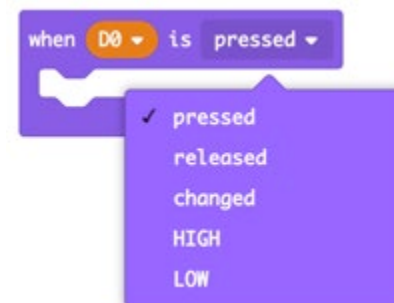 when D0 is pressed
✓ pressed
released
changed
HIGH
LOW